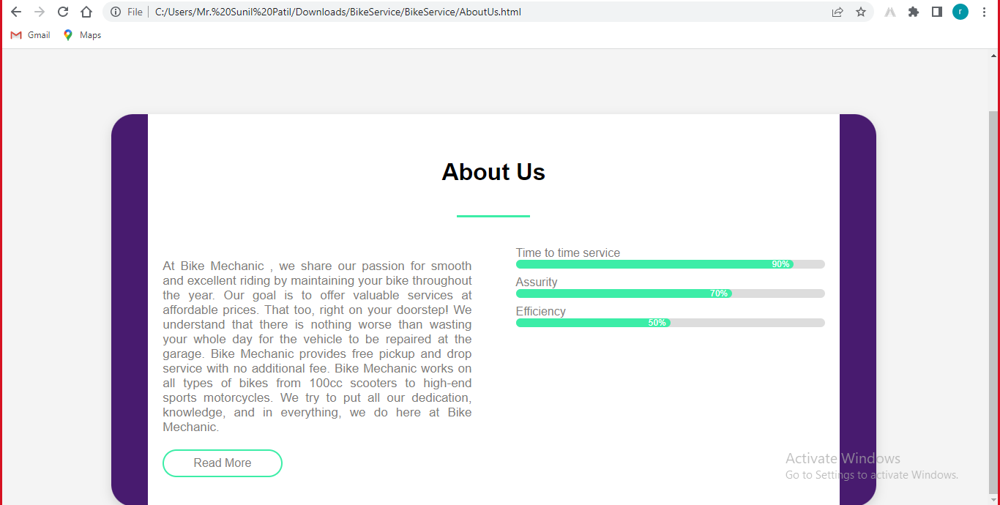 File
C:/Users/Mr.%20Sunil%20Patil/Downloads/BikeService/BikeService/AboutUs.html
r
Gmail
Maps
About Us
At Bike Mechanic , we share our passion for smooth
and excellent riding by maintaining your bike throughout
the year. Our goal is to offer valuable services at
affordable prices. That too, right on your doorstep! We
understand that there is nothing worse than wasting
your whole day for the vehicle to be repaired at the
garage. Bike Mechanic provides free pickup and drop
service with no additional fee. Bike Mechanic works on
all types of bikes from 100cc scooters to high-end
sports motorcycles. We try to put all our dedication,
knowledge, and in everything, we do here at Bike
Mechanic.
Read More
Time to time service
90%
Assurity
70%
Efficiency
50%
Activate Windows
Go to Settings to activate Windows.